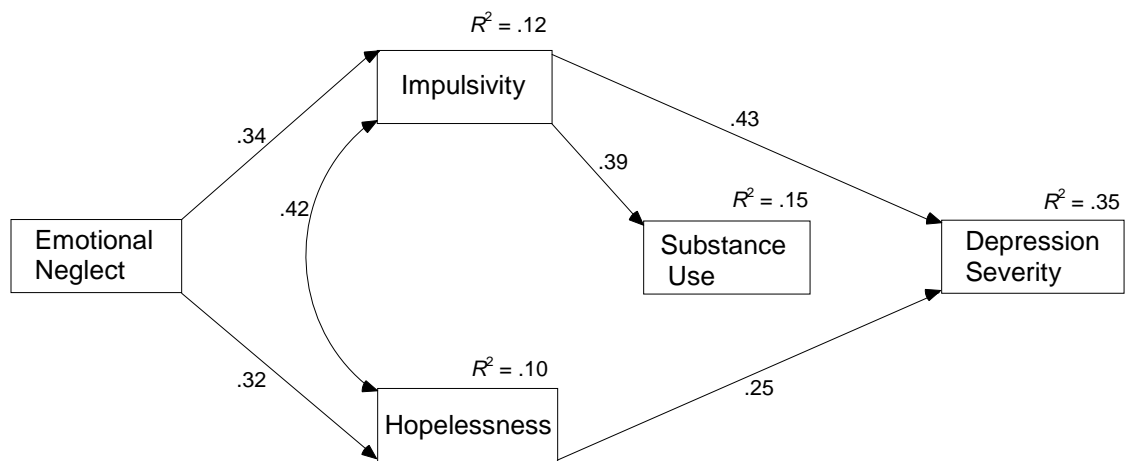 R² = .12
Impulsivity
.34
.43
.39
.42
R² = .15
R² = .35
Emotional
Neglect
Substance
Use
Depression
Severity
R² = .10
.32
.25
Hopelessness